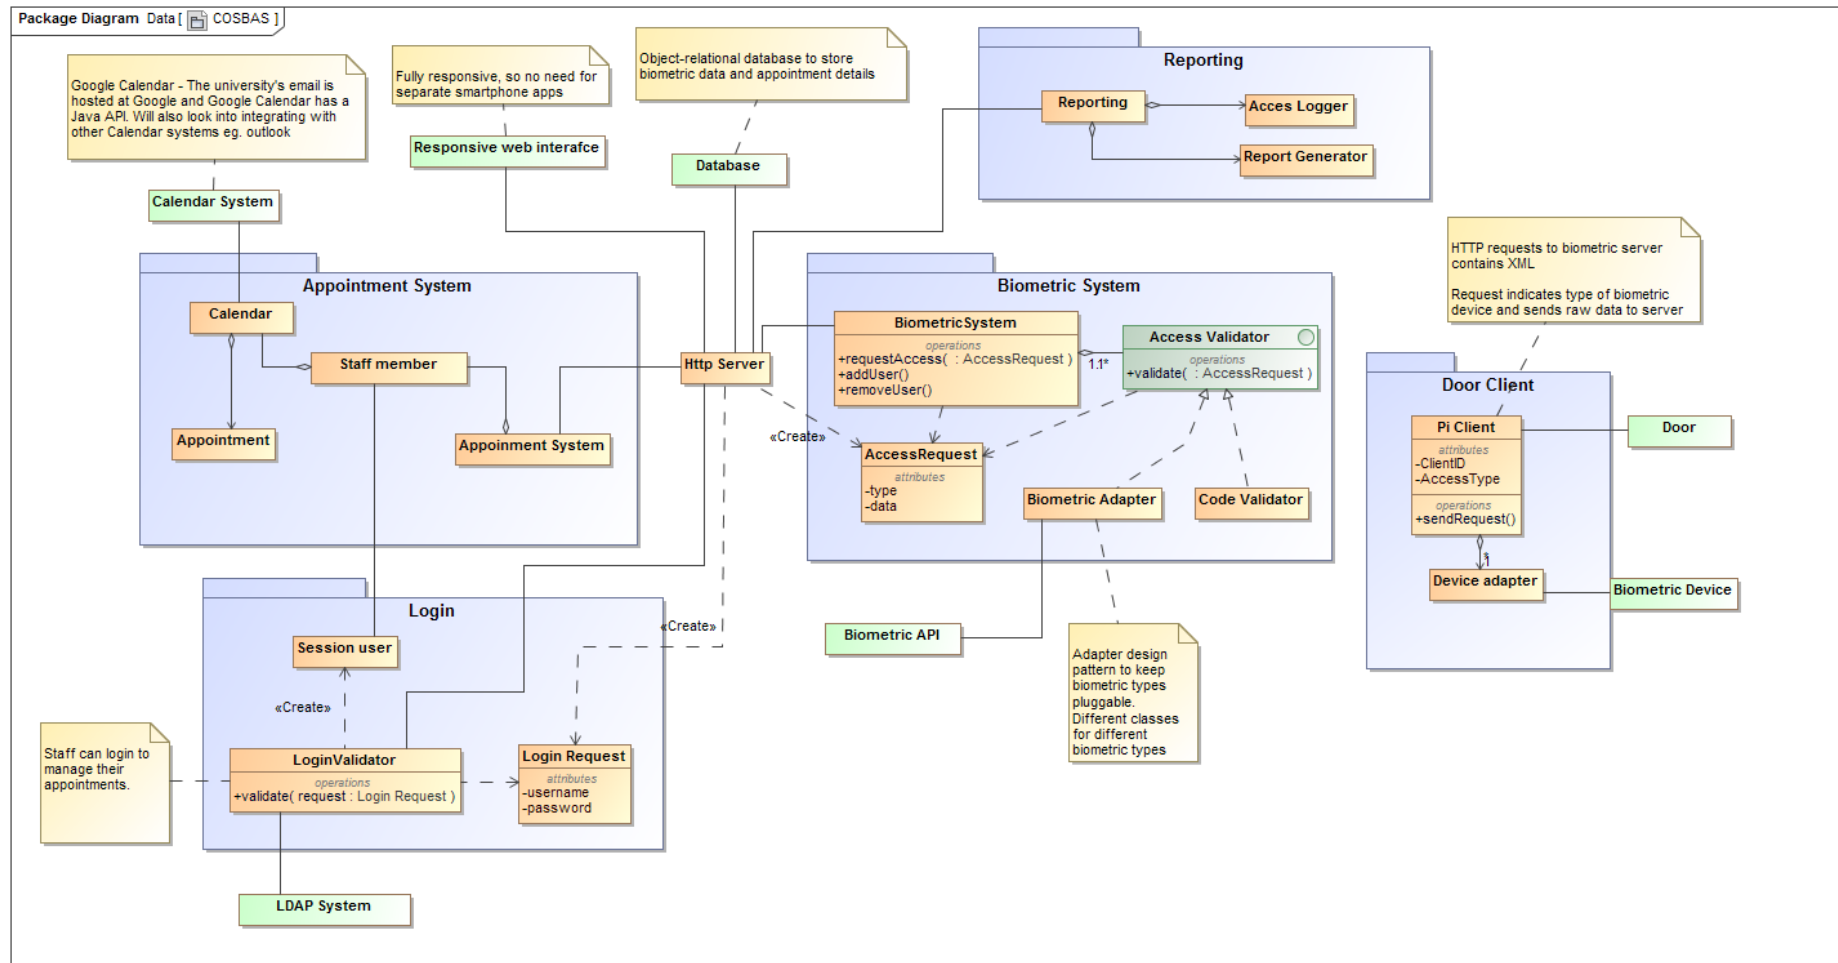 Package Diagram Data [ COSBAS ]
Google Calendar - The university's email is
hosted at Google and Google Calendar has a
Java API. Will also look into integrating with
other Calendar systems eg. outlook
Fully responsive, so no need for
separate smartphone apps
Object-relational database to store
biometric data and appointment details
Responsive web interafce
Database
Calendar System
Reporting
Reporting
Acces Logger
Report Generator
HTTP requests to biometric server
contains XML
Request indicates type of biometric
device and sends raw data to server
Appointment System
Calendar
Staff member
Appointment
Appoinment System
Http Server
«Create»
«Create»
Biometric System
BiometricSystem
operations
+requestAccess( : AccessRequest )
+addUser()
+removeUser()
1.1*
Access Validator
operations
+validate( : AccessRequest )
AccessRequest
attributes
-type
-data
Biometric Adapter
Code Validator
Biometric API
Adapter design
pattern to keep
biometric types
pluggable.
Different classes
for different
biometric types
Door Client
Pi Client
attributes
-ClientID
-AccessType
operations
+sendRequest()
*
1
Device adapter
Door
Biometric Device
Login
Session user
«Create»
LoginValidator
operations
+validate( request : Login Request )
Login Request
attributes
-username
-password
Staff can login to
manage their
appointments.
LDAP System